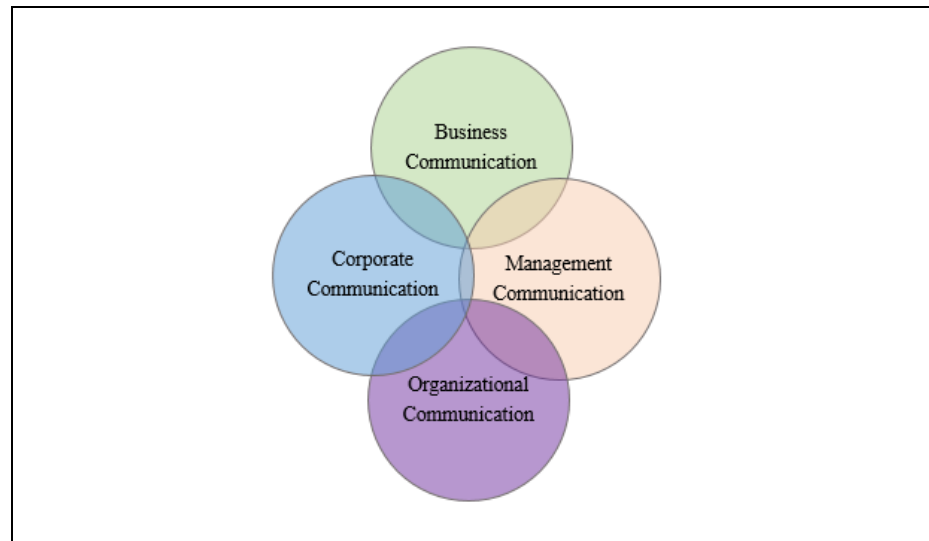 Business
Communication
Corporate
Communication
Management
Communication
Organizational
Communication